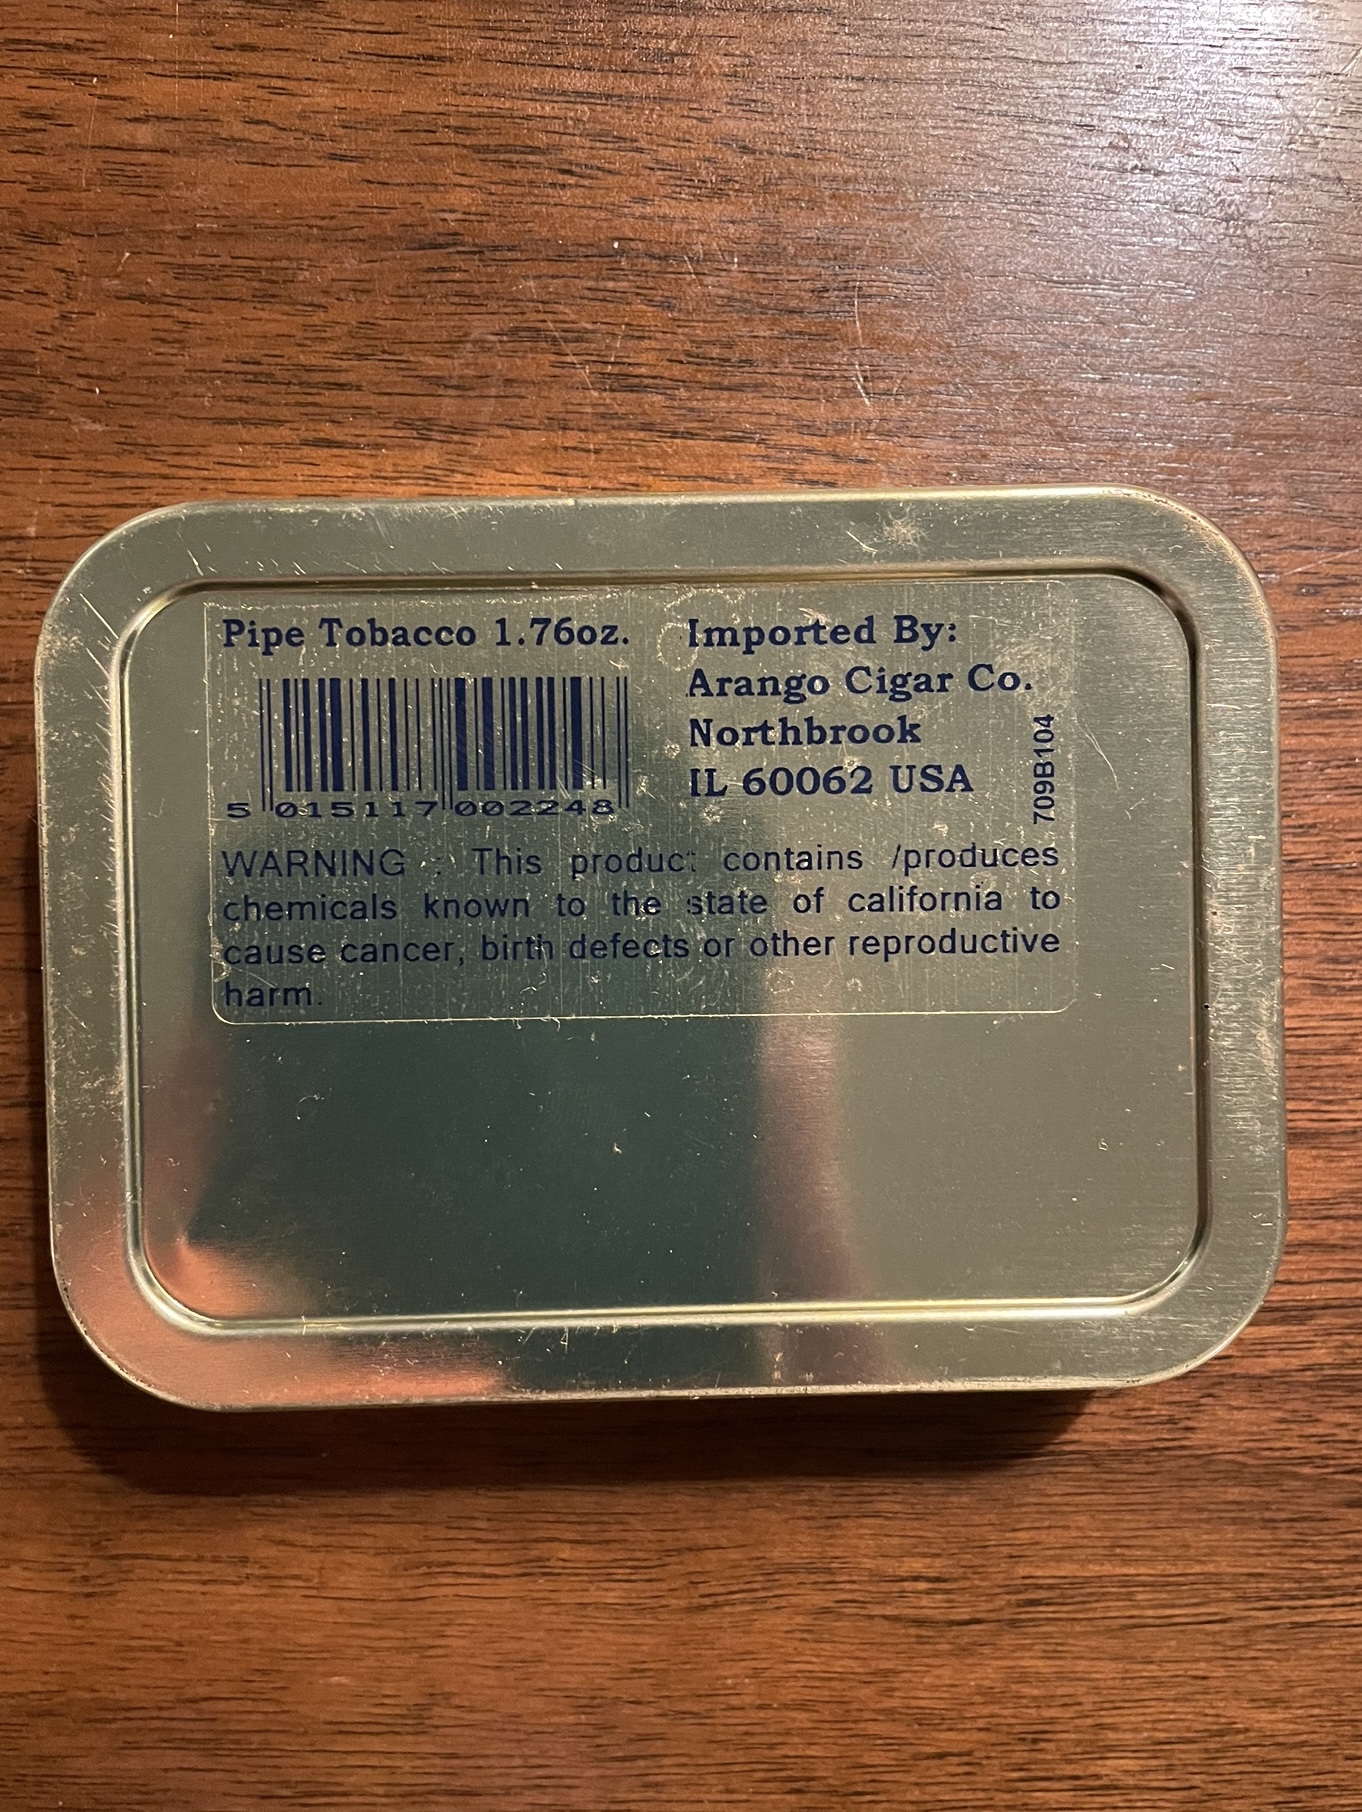 Pipe Tobacco 1.76oz.
5 015117 002248
Imported By:
Arango Cigar Co.
Northbrook
IL 60062 USA
709B104
WARNING : This product contains /produces
chemicals known to the state of california to
cause cancer, birth defects or other reproductive
harm.